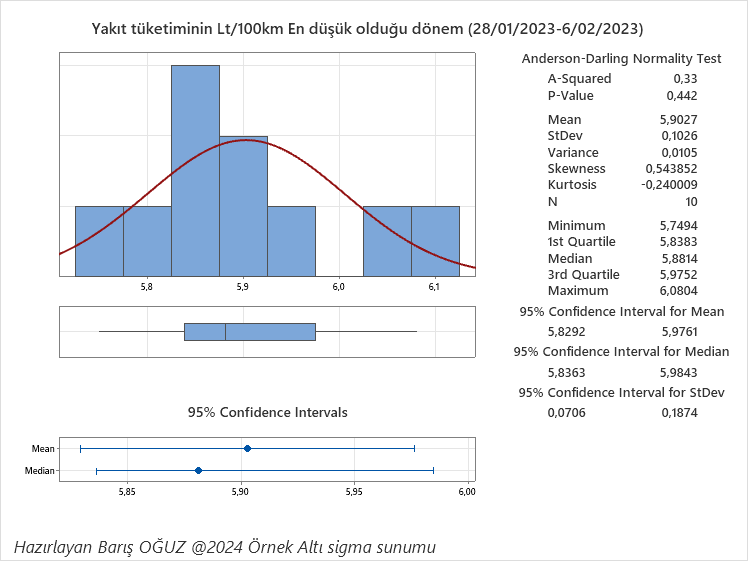 Yakıt tüketiminin Lt/100km En düşük olduğu dönem (28/01/2023-6/02/2023)
5,8 5,9 6,0 6,1
95% Confidence Intervals
Mean
Median
5,85 5,90 5,95 6,00
Anderson-Darling Normality Test
A-Squared 0,33
P-Value 0,442
Mean 5,9027
StDev 0,1026
Variance 0,0105
Skewness 0,543852
Kurtosis -0,240009
N 10
Minimum 5,7494
1st Quartile 5,8383
Median 5,8814
3rd Quartile 5,9752
Maximum 6,0804
95% Confidence Interval for Mean
5,8292 5,9761
95% Confidence Interval for Median
5,8363 5,9843
95% Confidence Interval for StDev
0,0706 0,1874
Hazırlayan Barış OĞUZ @2024 Örnek Altı sigma sunumu